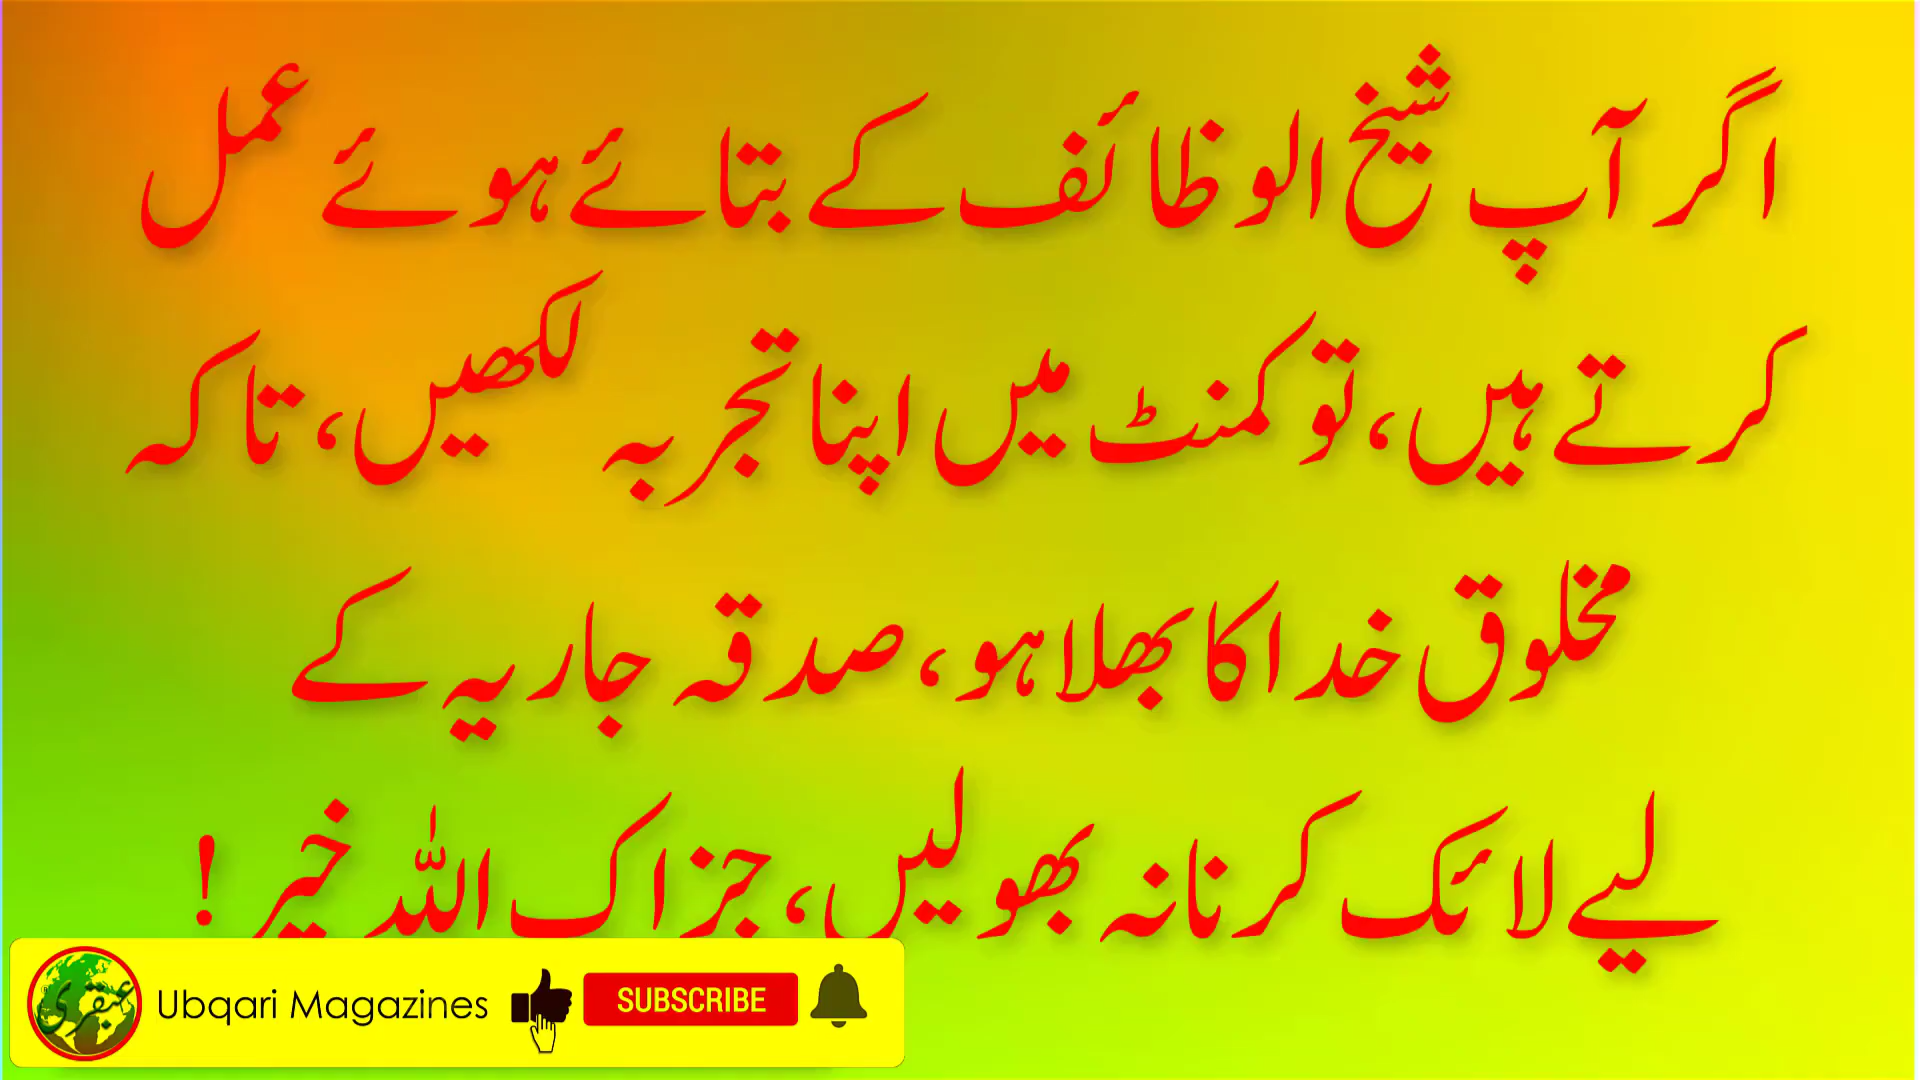 اگر آپ شیخ الوظائف کے بتائے ہوئے عمل
کرتے ہیں، تو کمنٹ میں اپنا تجربہ لکھیں، تاکہ
مخلوق خدا کا بھلا ہو، صدقہ جاریہ کے
لیے لائک کرنا نہ بھولیں، جزاک اللہ خیر!
عبقری
Ubqari Magazines
SUBSCRIBE